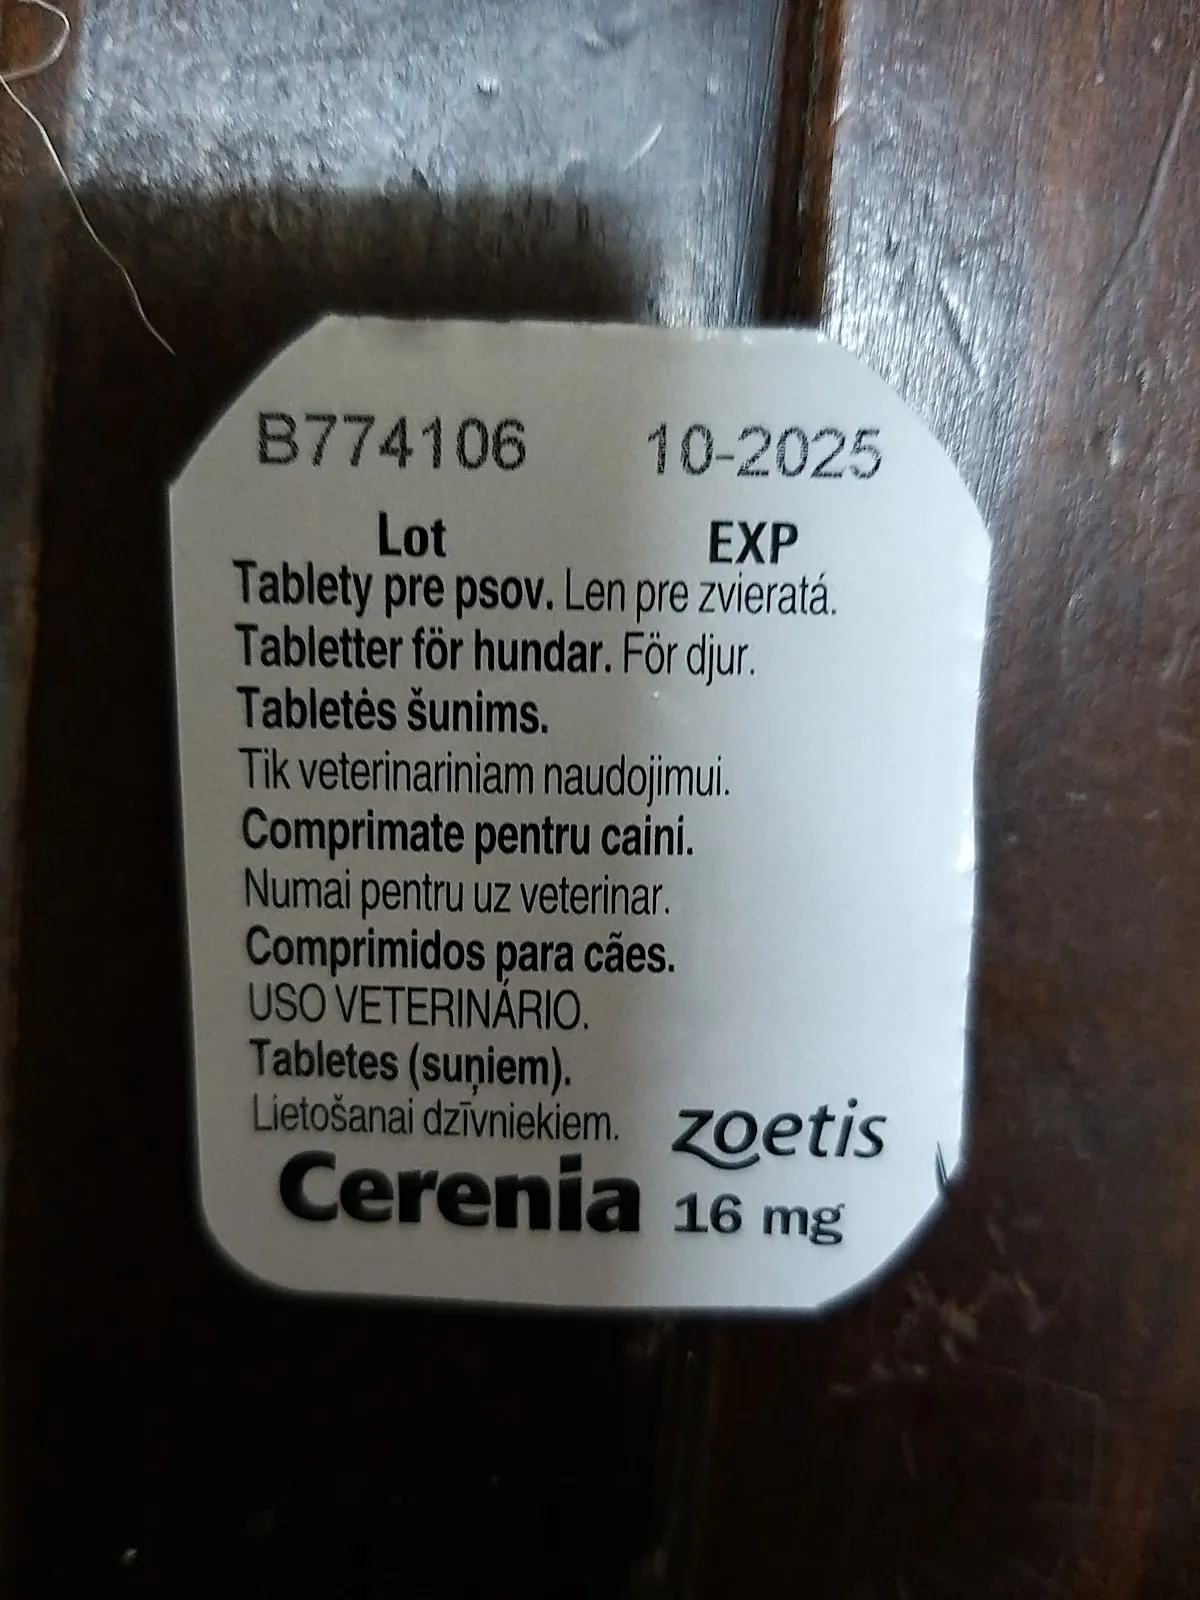 B774106 10-2025
Lot EXP
Tablety pre psov. Len pre zvieratá.
Tabletter för hundar. För djur.
Tabletės šunims.
Tik veterinariniam naudojimui.
Comprimate pentru caini.
Numai pentru uz veterinar.
Comprimidos para cães.
USO VETERINÁRIO.
Tabletes (suņiem).
Lietošanai dzīvniekiem. zoetis
Cerenia 16 mg